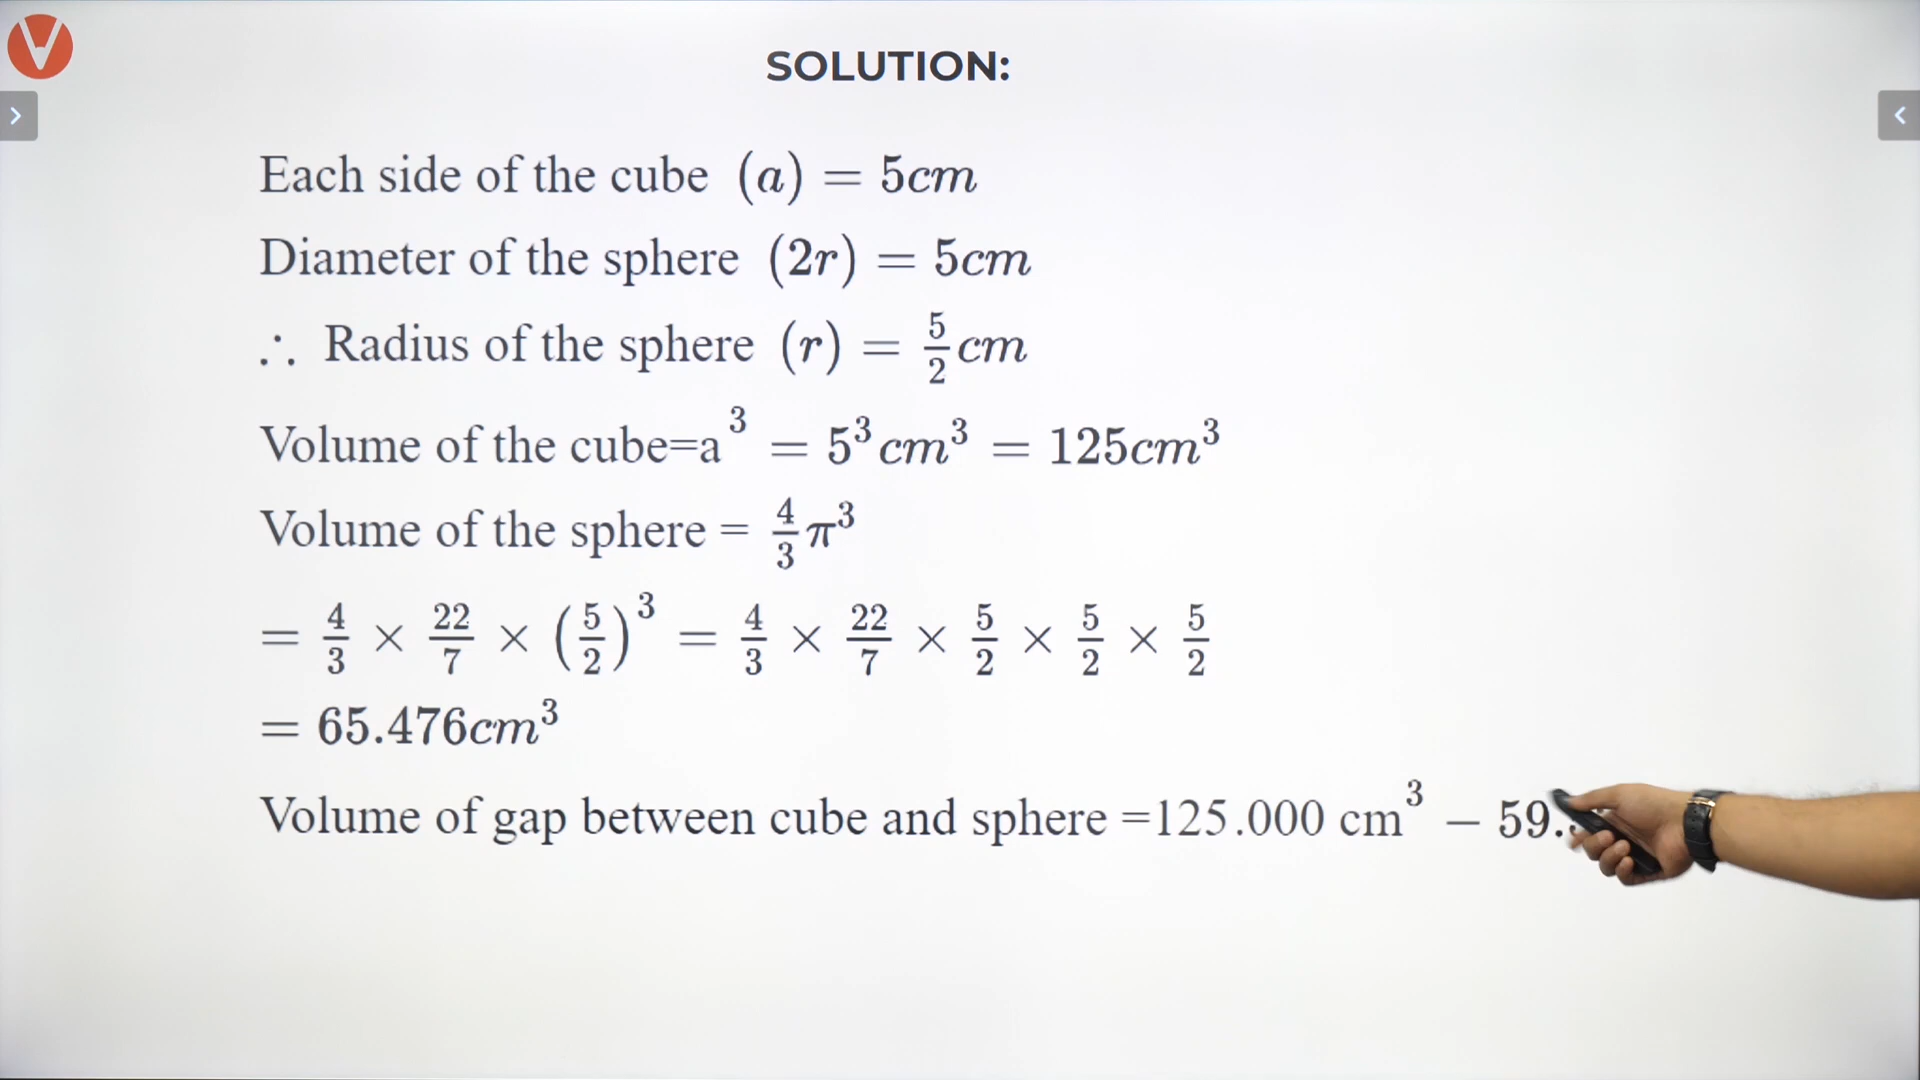 SOLUTION:
Each side of the cube (a) = 5cm
Diameter of the sphere (2r) = 5cm
∴ Radius of the sphere (r) = 5/2 cm
Volume of the cube=a³ = 5³cm³ = 125cm³
Volume of the sphere = 4/3 π³
= 4/3 × 22/7 × (5/2)³ = 4/3 × 22/7 × 5/2 × 5/2 × 5/2
= 65.476cm³
Volume of gap between cube and sphere =125.000 cm³ − 59.